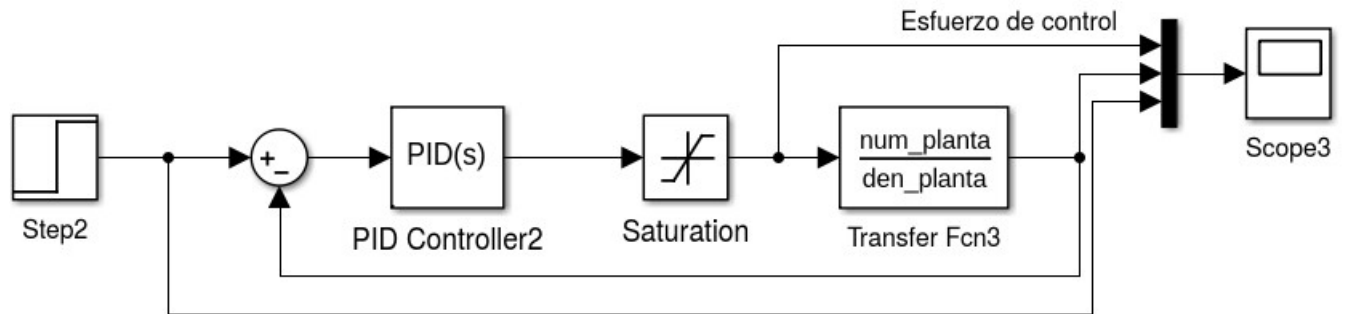 Esfuerzo de control
Step2
+
−
PID(s)
PID Controller2
Saturation
num_planta
den_planta
Transfer Fcn3
Scope3